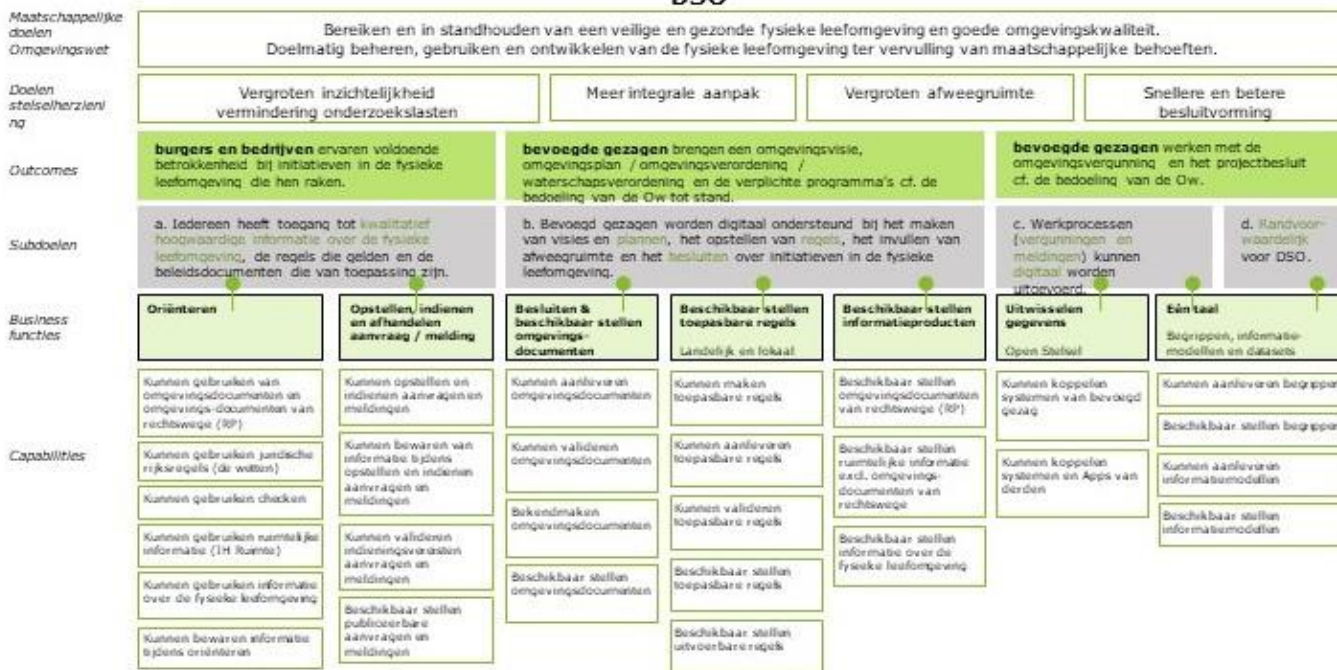 DSO
Maatschappelijke
doelen
Omgevingswet
Bereiken en in standhouden van een veilige en gezonde fysieke leefomgeving en goede omgevingskwaliteit.
Doelmatig beheren, gebruiken en ontwikkelen van de fysieke leefomgeving ter vervulling van maatschappelijke behoeften.
Doelen
stelselherzieni
ng
Vergroten inzichtelijkheid
vermindering onderzoekslasten
Meer integrale aanpak
Vergroten afweegruimte
Snellere en betere
besluitvorming
Outcomes
burgers en bedrijven ervaren voldoende
betrokkenheid bij initiatieven in de fysieke
leefomgeving die hen raken.
bevoegde gezagen brengen een omgevingsvisie,
omgevingsplan / omgevingsverordening /
waterschapsverordening en de verplichte programma's cf. de
bedoeling van de Ow tot stand.
bevoegde gezagen werken met de
omgevingsvergunning en het projectbesluit
cf. de bedoeling van de Ow.
Subdoelen
a. Iedereen heeft toegang tot kwalitatief
hoogwaardige informatie over de fysieke
leefomgeving, de regels die gelden en de
beleidsdocumenten die van toepassing zijn.
b. Bevoegd gezagen worden digitaal ondersteund bij het maken
van visies en plannen, het opstellen van regels, het invullen van
afweegruimte en het besluiten over initiatieven in de fysieke
leefomgeving.
c. Werkprocessen
(vergunningen en
meldingen) kunnen
digitaal worden
uitgevoerd.
d. Randvoor-
waardelijk
voor DSO.
Business
functies
Oriënteren
Opstellen, indienen
en afhandelen
aanvraag / melding
Besluiten &
beschikbaar stellen
omgevings-
documenten
Beschikbaar stellen
toepasbare regels
Landelijk en lokaal
Beschikbaar stellen
informatieproducten
Uitwisselen
gegevens
Open Stelsel
Eén taal
Begrippen, informatie-
modellen en datasets
Capabilities
Kunnen gebruiken van
omgevingsdocumenten en
omgevings-documenten van
rechtswege (RP)
Kunnen gebruiken juridische
rijksregels (de wetten)
Kunnen gebruiken checken
Kunnen gebruiken ruimtelijke
informatie (IH Ruimte)
Kunnen gebruiken informatie
over de fysieke leefomgeving
Kunnen bewaren informatie
tijdens oriënteren
Kunnen opstellen en
indienen aanvragen en
meldingen
Kunnen bewaren van
informatie tijdens
opstellen en indienen
aanvragen en
meldingen
Kunnen valideren
indieningsvereisten
aanvragen en
meldingen
Beschikbaar stellen
publiceerbare
aanvragen en
meldingen
Kunnen aanleveren
omgevingsdocumenten
Kunnen valideren
omgevingsdocumenten
Bekendmaken
omgevingsdocumenten
Beschikbaar stellen
omgevingsdocumenten
Kunnen maken
toepasbare regels
Kunnen aanleveren
toepasbare regels
Kunnen valideren
toepasbare regels
Beschikbaar stellen
toepasbare regels
Beschikbaar stellen
uitvoerbare regels
Beschikbaar stellen
omgevingsdocumenten
van rechtswege (RP)
Beschikbaar stellen
ruimtelijke informatie
excl. omgevings-
documenten van
rechtswege
Beschikbaar stellen
informatie over de
fysieke leefomgeving
Kunnen koppelen
systemen van bevoegd
gezag
Kunnen koppelen
systemen en Apps van
derden
Kunnen aanleveren begrippen
Beschikbaar stellen begrippen
Kunnen aanleveren
informatiemodellen
Beschikbaar stellen
informatiemodellen